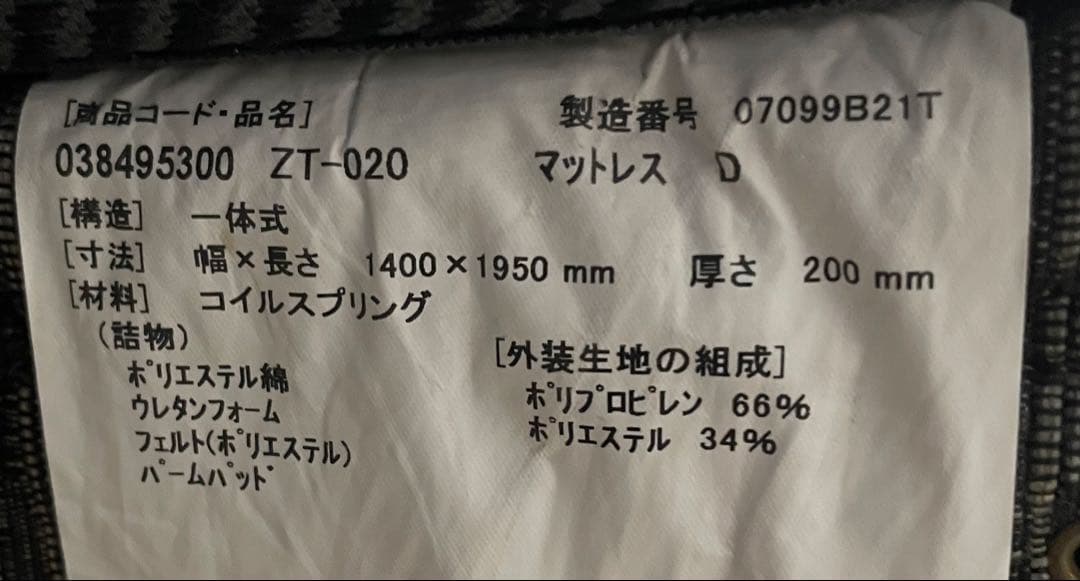 [商品コード・品名] 製造番号 07099B21T
038495300 ZT-020 マットレス D
[構造] 一体式
[寸法] 幅×長さ 1400×1950 mm 厚さ 200 mm
[材料] コイルスプリング
(詰物)
ポリエステル綿
ウレタンフォーム
フェルト(ポリエステル)
パームパッド
[外装生地の組成]
ポリプロピレン 66%
ポリエステル 34%